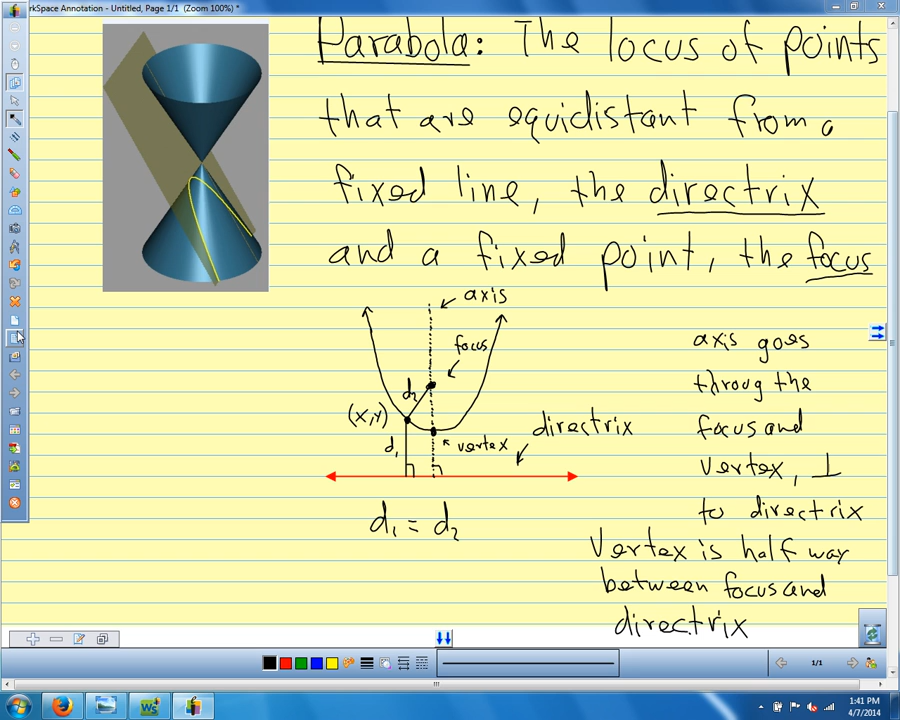 rkSpace Annotation - Untitled, Page 1/1 (Zoom 100%) *
Parabola: The locus of points
that are equidistant from a
fixed line, the directrix
and a fixed point, the focus
axis
focus
d2
(x,y)
d1
vertex
directrix
d1 = d2
axis goes
throug the
focus and
vertex, ⊥
to directrix
Vertex is half way
between focus and
directrix
1/1
1:41 PM
4/7/2014